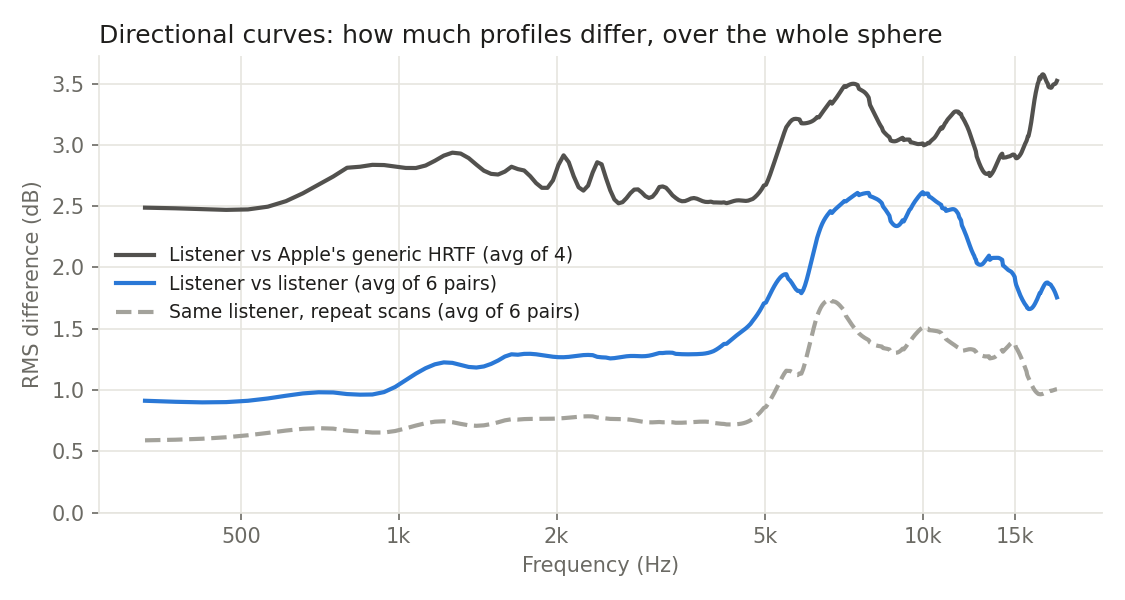 Directional curves: how much profiles differ, over the whole sphere
RMS difference (dB)
3.5
3.0
2.5
2.0
1.5
1.0
0.5
0.0
Listener vs Apple's generic HRTF (avg of 4)
Listener vs listener (avg of 6 pairs)
Same listener, repeat scans (avg of 6 pairs)
500 1k 2k 5k 10k 15k
Frequency (Hz)